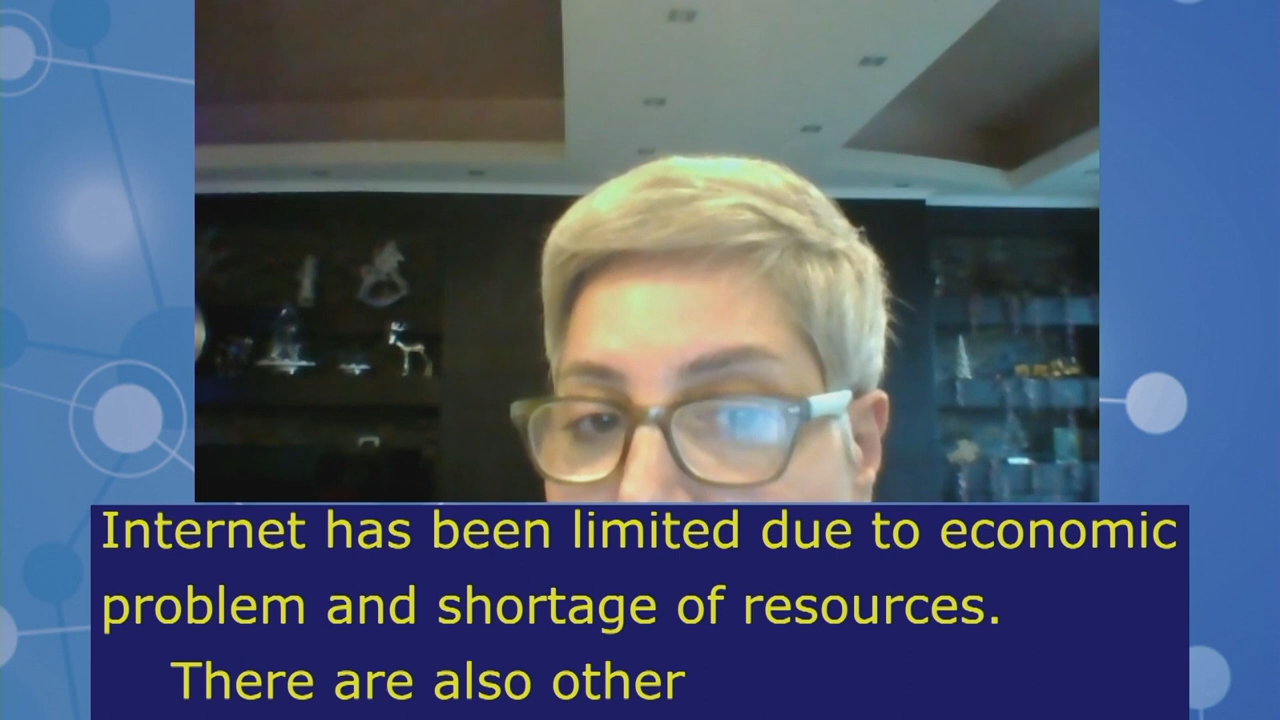 Internet has been limited due to economic
problem and shortage of resources.
There are also other